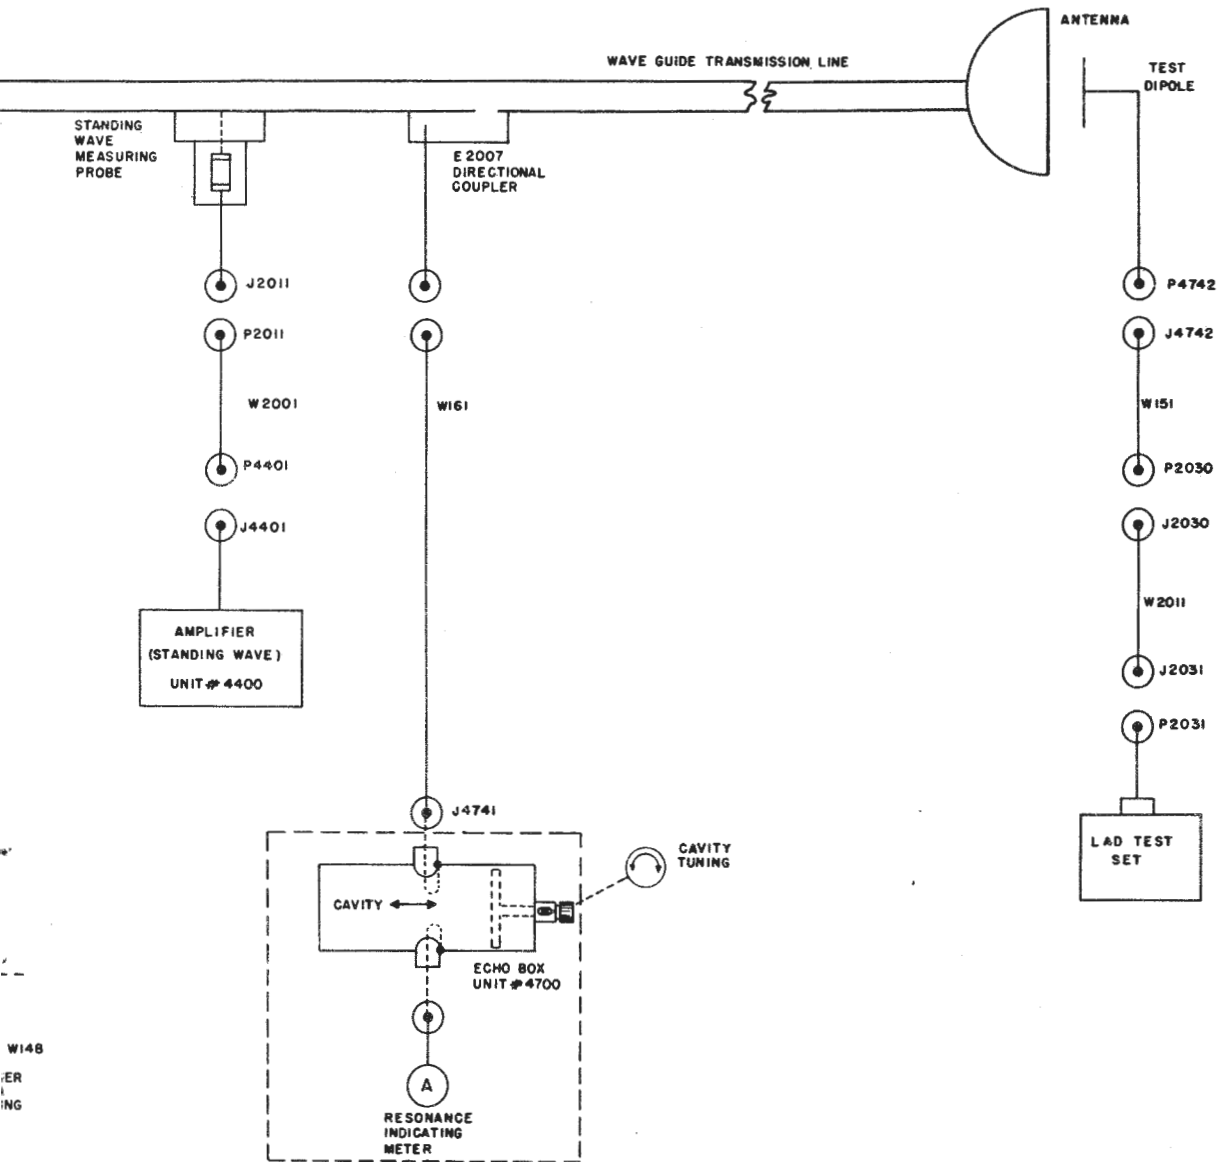 ANTENNA
WAVE GUIDE TRANSMISSION LINE
TEST
DIPOLE
STANDING
WAVE
MEASURING
PROBE
E2007
DIRECTIONAL
COUPLER
J2011
P4742
P2011
J4742
W2001
W161
W151
P4401
P2030
J4401
J2030
W2011
AMPLIFIER
(STANDING WAVE)
UNIT # 4400
J2031
P2031
J4741
LAD TEST
SET
CAVITY
TUNING
CAVITY
ECHO BOX
UNIT # 4700
W148
A
RESONANCE
INDICATING
METER